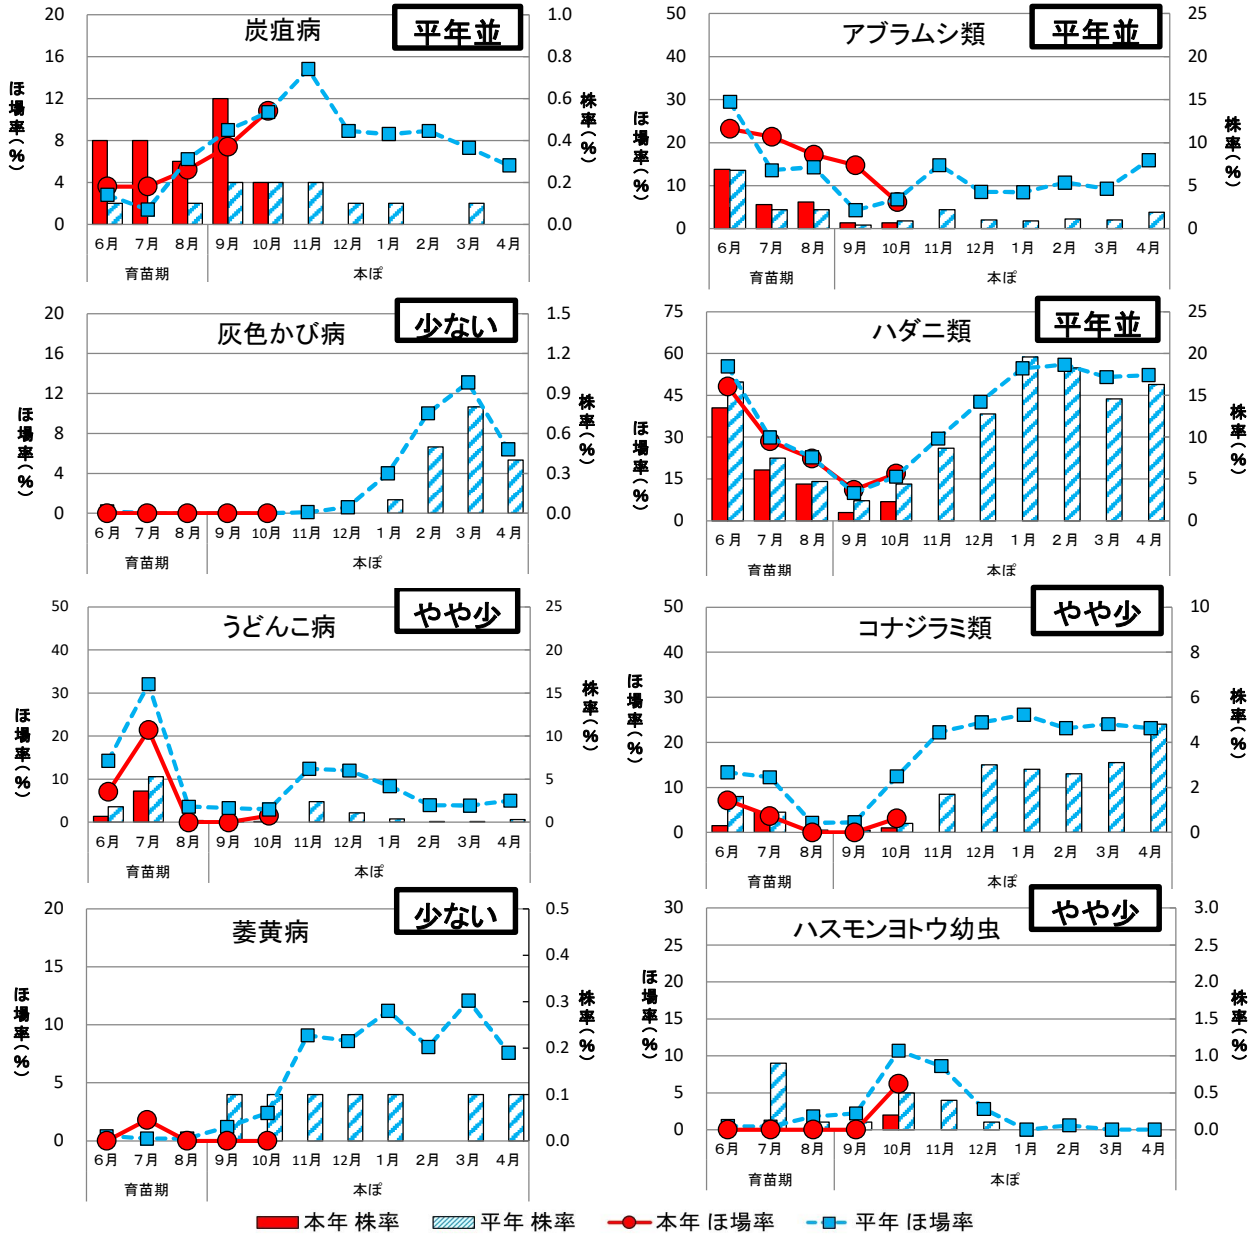 炭疽病
平年並
ほ場率(%)
株率(%)
20
16
12
8
4
0
1.0
0.8
0.6
0.4
0.2
0.0
6月 7月 8月 9月 10月 11月 12月 1月 2月 3月 4月
育苗期 本ぽ
アブラムシ類
平年並
ほ場率(%)
株率(%)
50
40
30
20
10
0
25
20
15
10
5
0
6月 7月 8月 9月 10月 11月 12月 1月 2月 3月 4月
育苗期 本ぽ
灰色かび病
少ない
ほ場率(%)
株率(%)
20
16
12
8
4
0
1.5
1.2
0.9
0.6
0.3
0.0
6月 7月 8月 9月 10月 11月 12月 1月 2月 3月 4月
育苗期 本ぽ
ハダニ類
平年並
ほ場率(%)
株率(%)
75
60
45
30
15
0
25
20
15
10
5
0
6月 7月 8月 9月 10月 11月 12月 1月 2月 3月 4月
育苗期 本ぽ
うどんこ病
やや少
ほ場率(%)
株率(%)
50
40
30
20
10
0
25
20
15
10
5
0
6月 7月 8月 9月 10月 11月 12月 1月 2月 3月 4月
育苗期 本ぽ
コナジラミ類
やや少
ほ場率(%)
株率(%)
50
40
30
20
10
0
10
8
6
4
2
0
6月 7月 8月 9月 10月 11月 12月 1月 2月 3月 4月
育苗期 本ぽ
萎黄病
少ない
ほ場率(%)
株率(%)
20
15
10
5
0
0.5
0.4
0.3
0.2
0.1
0.0
6月 7月 8月 9月 10月 11月 12月 1月 2月 3月 4月
育苗期 本ぽ
ハスモンヨトウ幼虫
やや少
ほ場率(%)
株率(%)
30
25
20
15
10
5
0
3.0
2.5
2.0
1.5
1.0
0.5
0.0
6月 7月 8月 9月 10月 11月 12月 1月 2月 3月 4月
育苗期 本ぽ
本年 株率 平年 株率 本年 ほ場率 平年 ほ場率